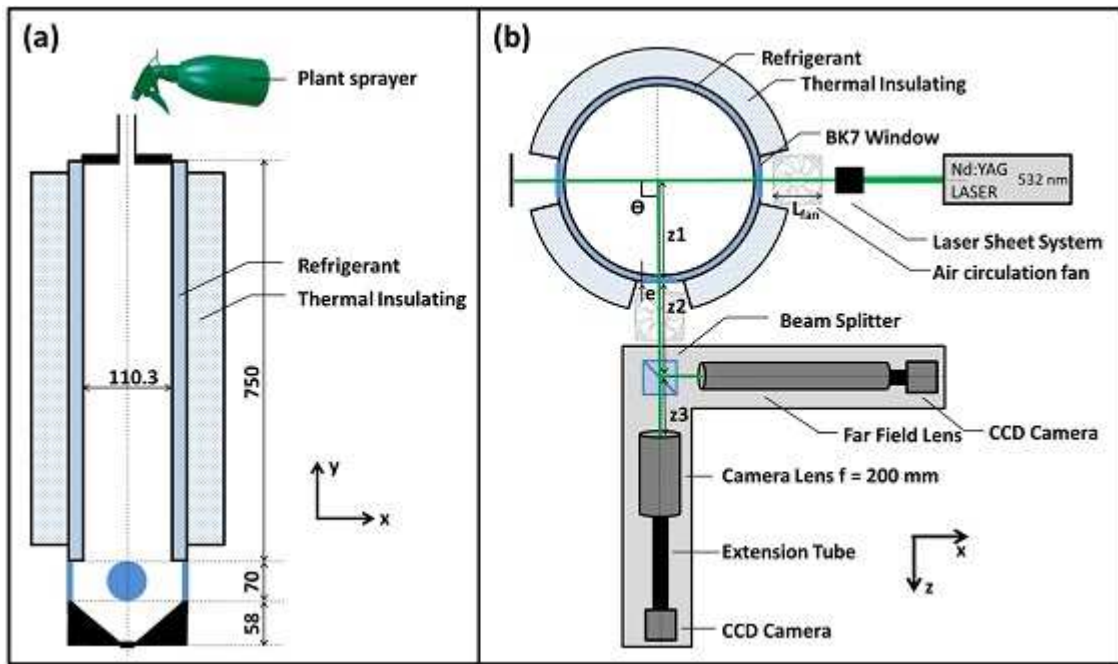 (a)
Plant sprayer
Refrigerant
Thermal Insulating
110.3
750
70
58
y
x
(b)
Refrigerant
Thermal Insulating
BK7 Window
Nd:YAG
LASER
532 nm
Θ
z1
L_fan
Laser Sheet System
Air circulation fan
e
z2
Beam Splitter
z3
Far Field Lens
CCD Camera
Camera Lens f = 200 mm
Extension Tube
x
z
CCD Camera